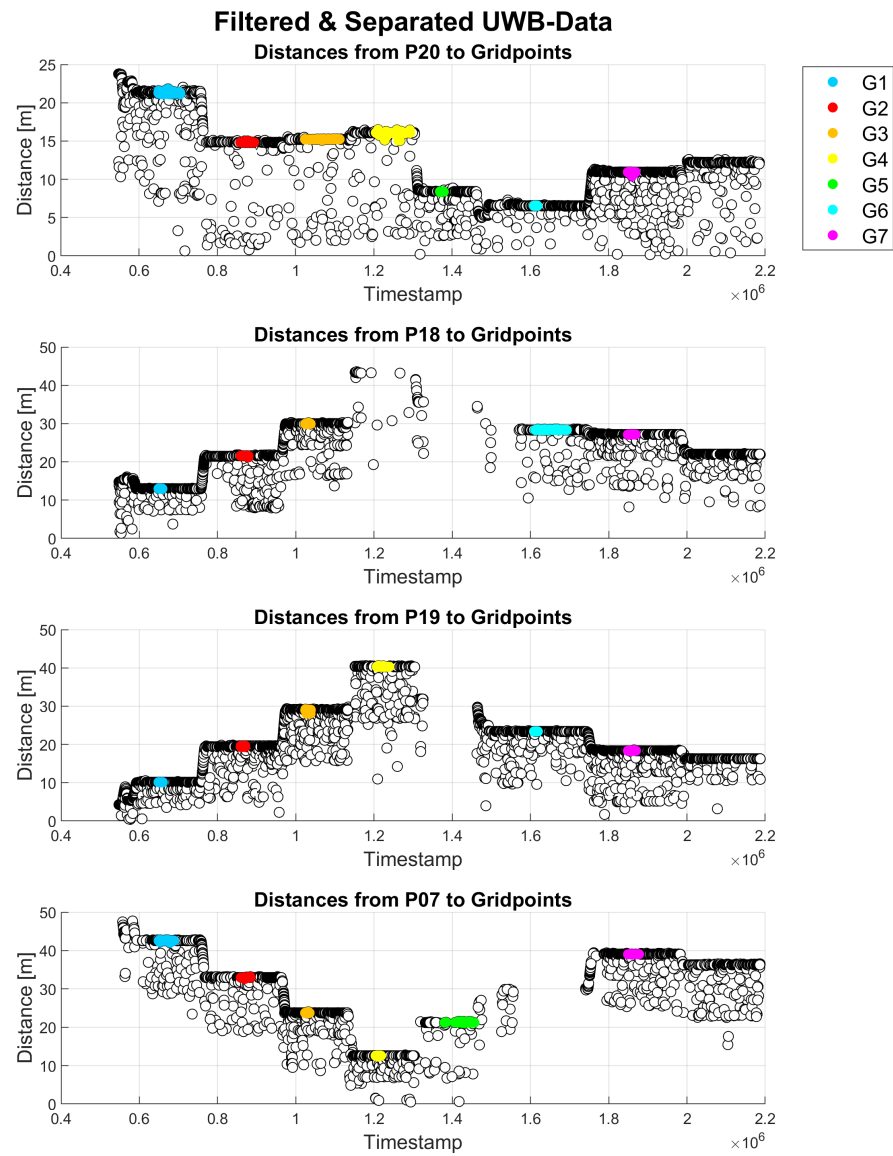 Filtered & Separated UWB-Data
Distances from P20 to Gridpoints
Distance [m]
25
20
15
10
5
0
0.4 0.6 0.8 1 1.2 1.4 1.6 1.8 2 2.2
Timestamp
×10^6
G1
G2
G3
G4
G5
G6
G7
Distances from P18 to Gridpoints
Distance [m]
50
40
30
20
10
0
0.4 0.6 0.8 1 1.2 1.4 1.6 1.8 2 2.2
Timestamp
×10^6
Distances from P19 to Gridpoints
Distance [m]
50
40
30
20
10
0
0.4 0.6 0.8 1 1.2 1.4 1.6 1.8 2 2.2
Timestamp
×10^6
Distances from P07 to Gridpoints
Distance [m]
50
40
30
20
10
0
0.4 0.6 0.8 1 1.2 1.4 1.6 1.8 2 2.2
Timestamp
×10^6